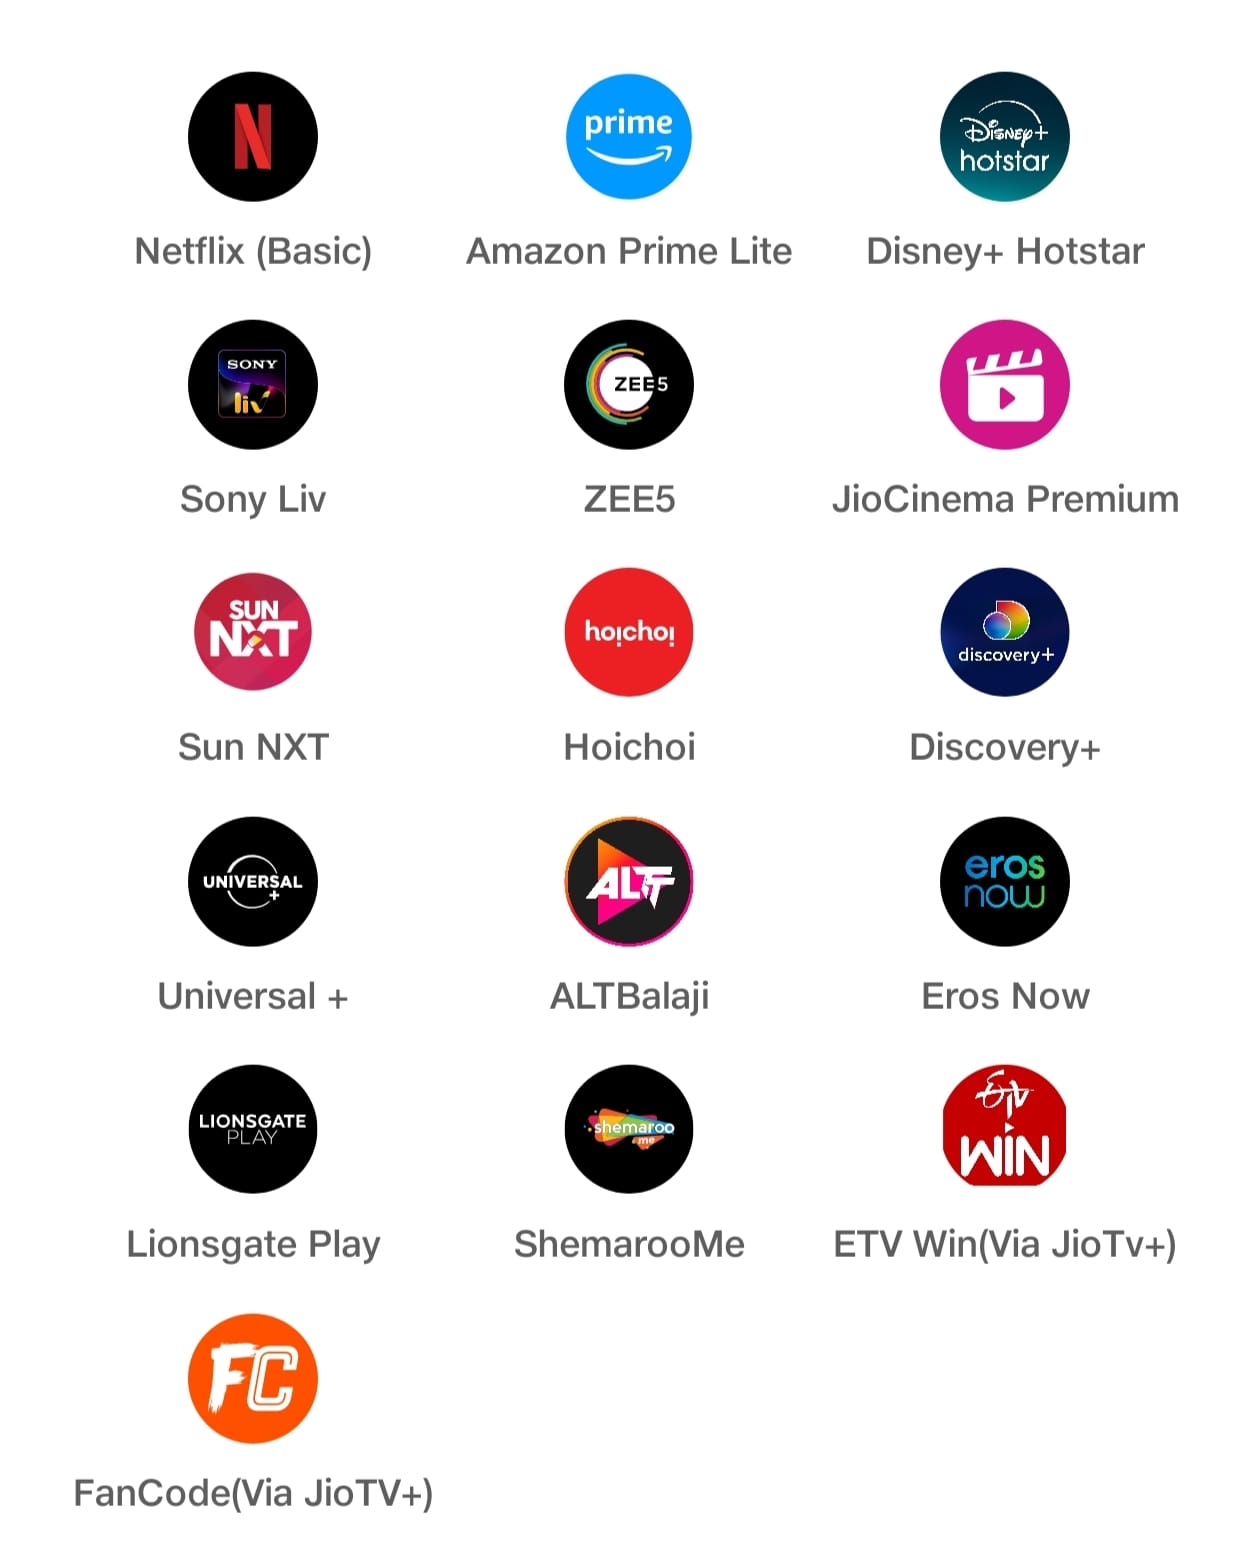 N
prime
Disney+
hotstar
Netflix (Basic)
Amazon Prime Lite
Disney+ Hotstar
SONY
liv
ZEE5
Sony Liv
ZEE5
JioCinema Premium
SUN
NXT
hoichoi
discovery+
Sun NXT
Hoichoi
Discovery+
UNIVERSAL
+
ALTT
eros
now
Universal +
ALTBalaji
Eros Now
LIONSGATE
PLAY
shemaroo
me
ETV
WIN
Lionsgate Play
ShemarooMe
ETV Win(Via JioTv+)
FC
FanCode(Via JioTV+)